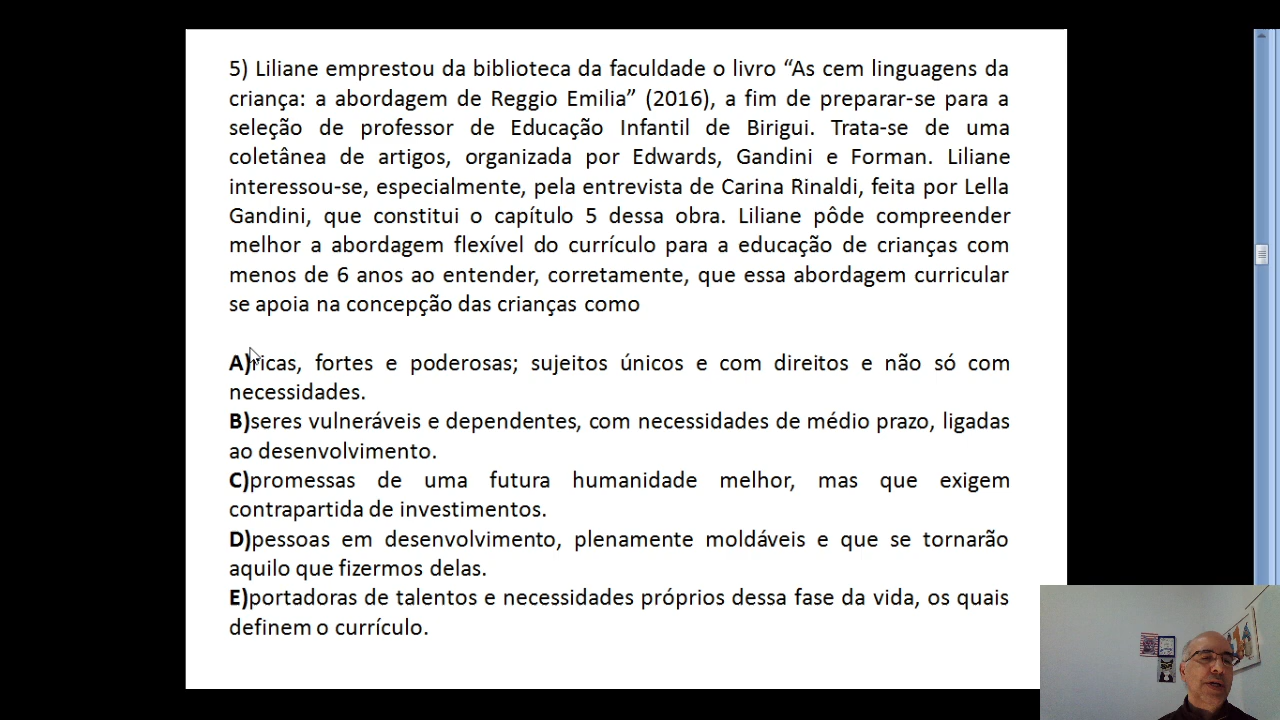 5) Liliane emprestou da biblioteca da faculdade o livro “As cem linguagens da
criança: a abordagem de Reggio Emilia” (2016), a fim de preparar-se para a
seleção de professor de Educação Infantil de Birigui. Trata-se de uma
coletânea de artigos, organizada por Edwards, Gandini e Forman. Liliane
interessou-se, especialmente, pela entrevista de Carina Rinaldi, feita por Lella
Gandini, que constitui o capítulo 5 dessa obra. Liliane pôde compreender
melhor a abordagem flexível do currículo para a educação de crianças com
menos de 6 anos ao entender, corretamente, que essa abordagem curricular
se apoia na concepção das crianças como
A)ricas, fortes e poderosas; sujeitos únicos e com direitos e não só com
necessidades.
B)seres vulneráveis e dependentes, com necessidades de médio prazo, ligadas
ao desenvolvimento.
C)promessas de uma futura humanidade melhor, mas que exigem
contrapartida de investimentos.
D)pessoas em desenvolvimento, plenamente moldáveis e que se tornarão
aquilo que fizermos delas.
E)portadoras de talentos e necessidades próprios dessa fase da vida, os quais
definem o currículo.